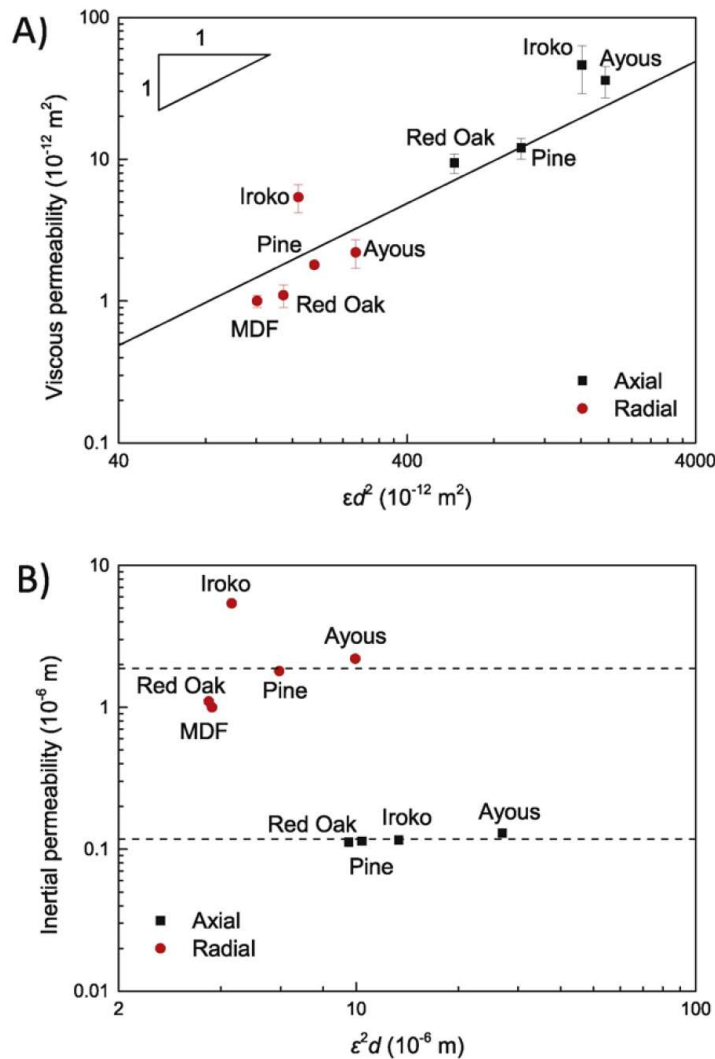 A)
100
10
1
0.1
Viscous permeability (10⁻¹² m²)
1
1
Iroko
Ayous
Red Oak
Pine
Iroko
Pine
Ayous
Red Oak
MDF
Axial
Radial
40
400
4000
εd² (10⁻¹² m²)
B)
10
1
0.1
0.01
Inertial permeability (10⁻⁶ m)
Iroko
Ayous
Red Oak
Pine
MDF
Red Oak
Iroko
Ayous
Pine
Axial
Radial
2
10
100
ε²d (10⁻⁶ m)